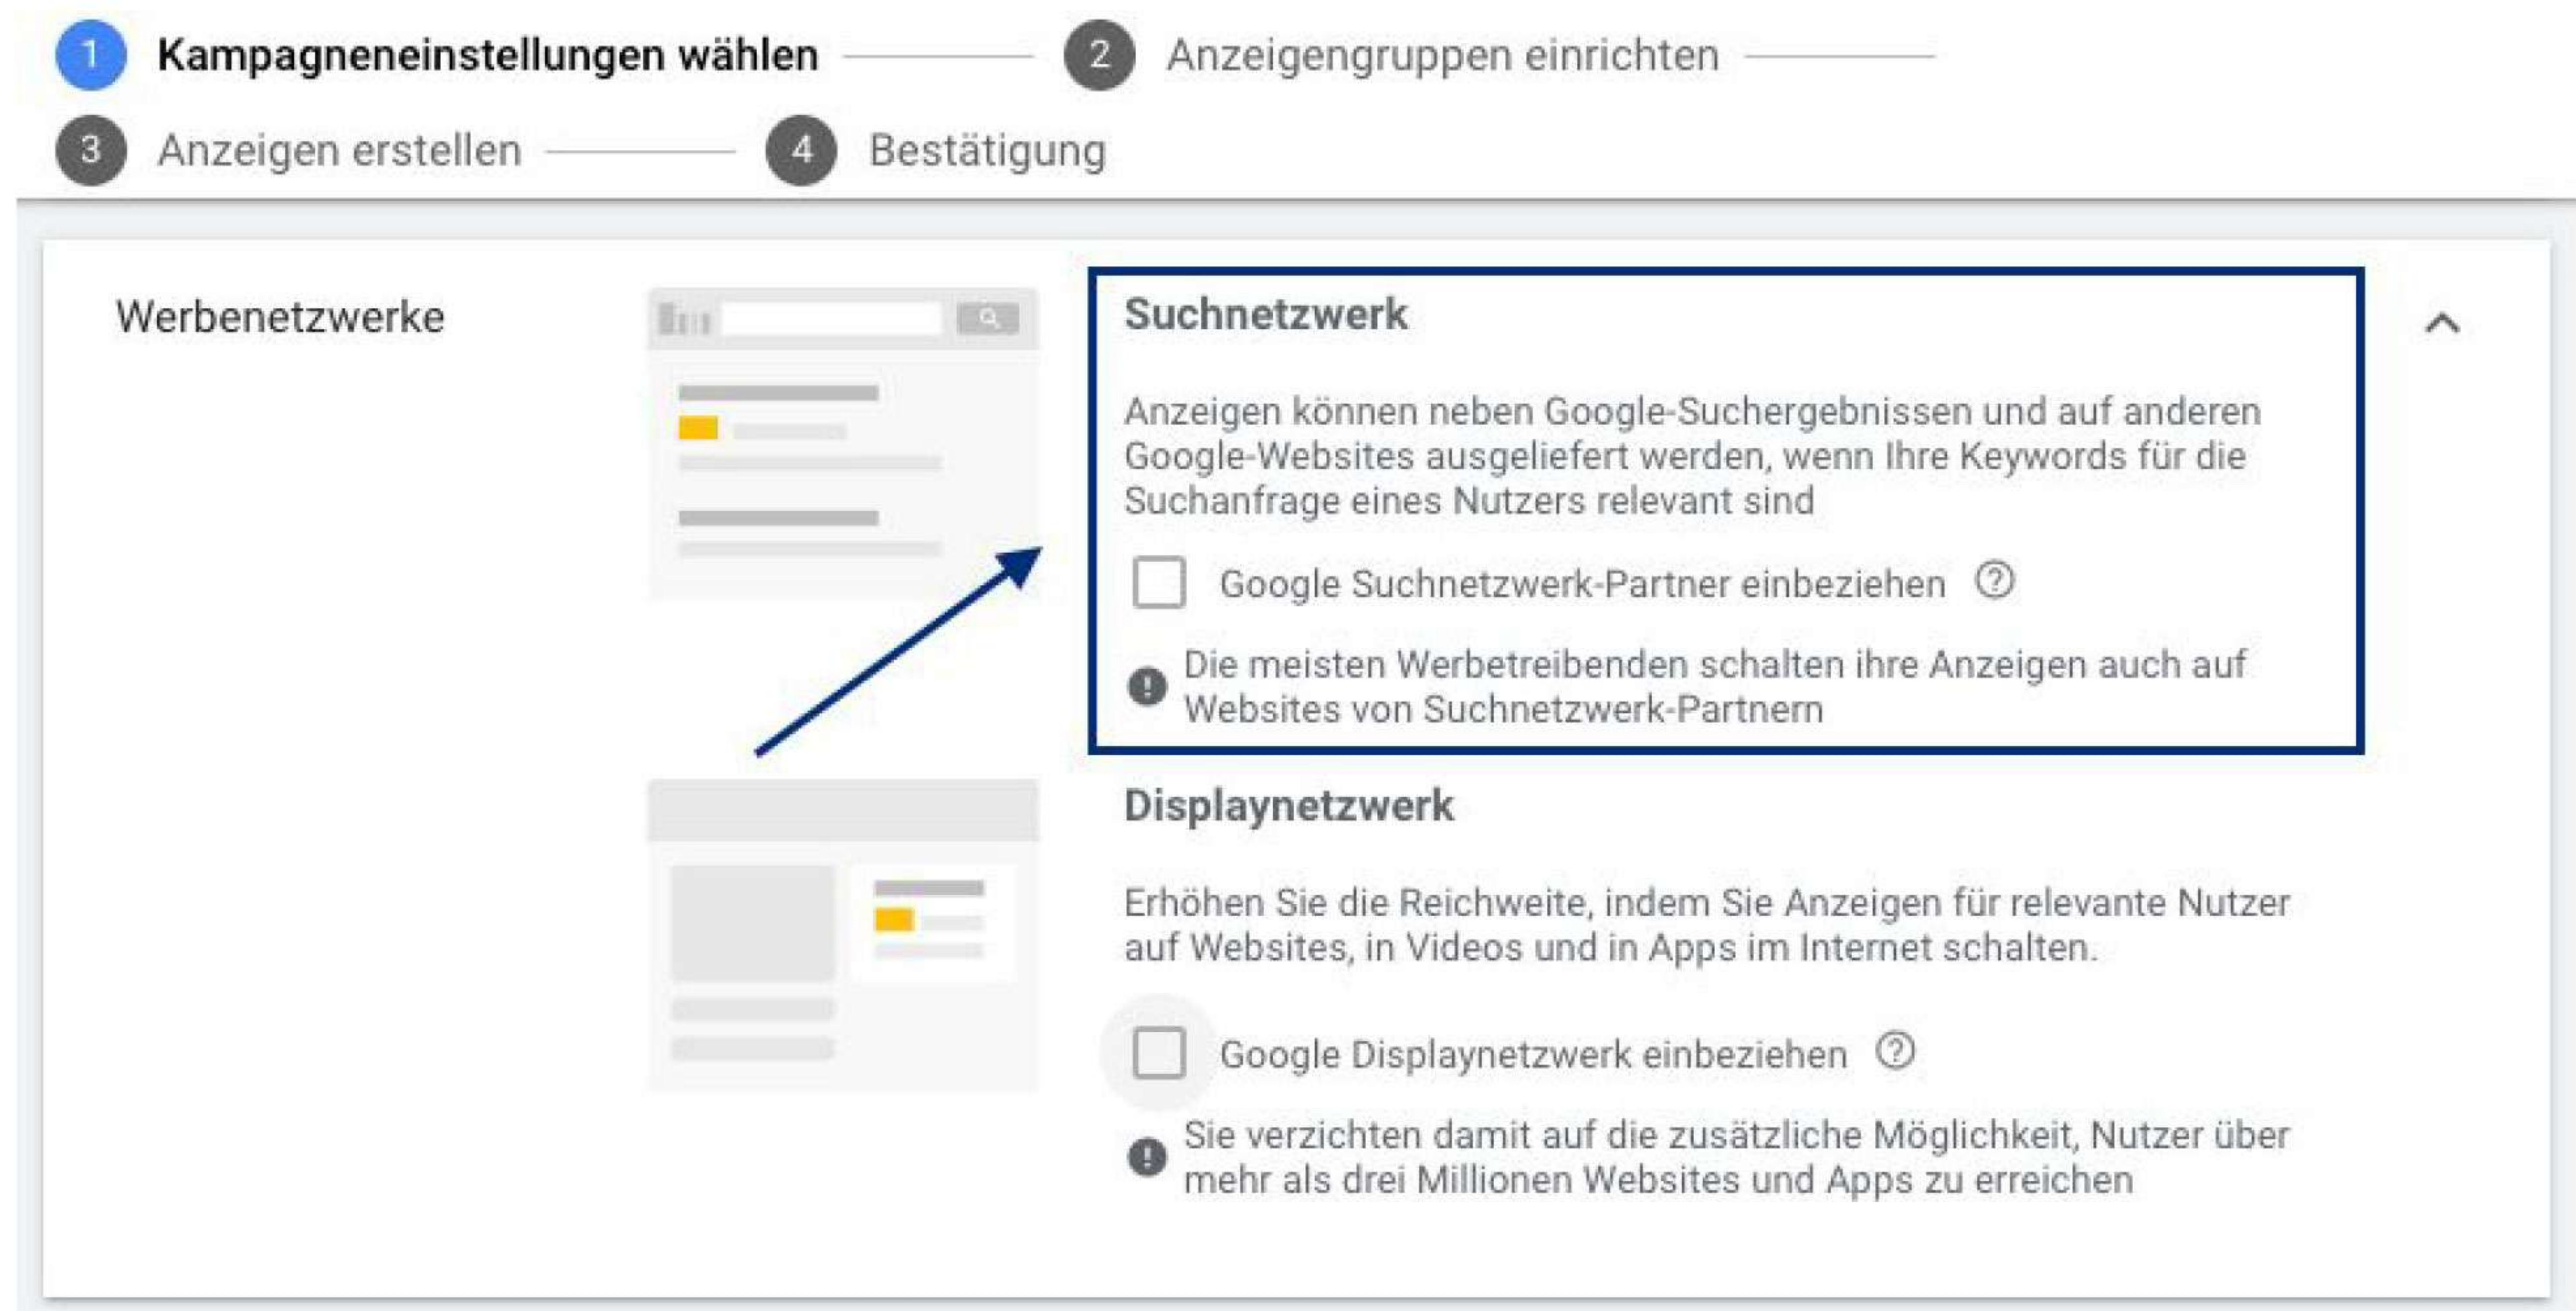 1 Kampagneneinstellungen wählen 2 Anzeigengruppen einrichten
3 Anzeigen erstellen 4 Bestätigung
Werbenetzwerke
Suchnetzwerk
Anzeigen können neben Google-Suchergebnissen und auf anderen
Google-Websites ausgeliefert werden, wenn Ihre Keywords für die
Suchanfrage eines Nutzers relevant sind
Google Suchnetzwerk-Partner einbeziehen
Die meisten Werbetreibenden schalten ihre Anzeigen auch auf
Websites von Suchnetzwerk-Partnern
Displaynetzwerk
Erhöhen Sie die Reichweite, indem Sie Anzeigen für relevante Nutzer
auf Websites, in Videos und in Apps im Internet schalten.
Google Displaynetzwerk einbeziehen
Sie verzichten damit auf die zusätzliche Möglichkeit, Nutzer über
mehr als drei Millionen Websites und Apps zu erreichen